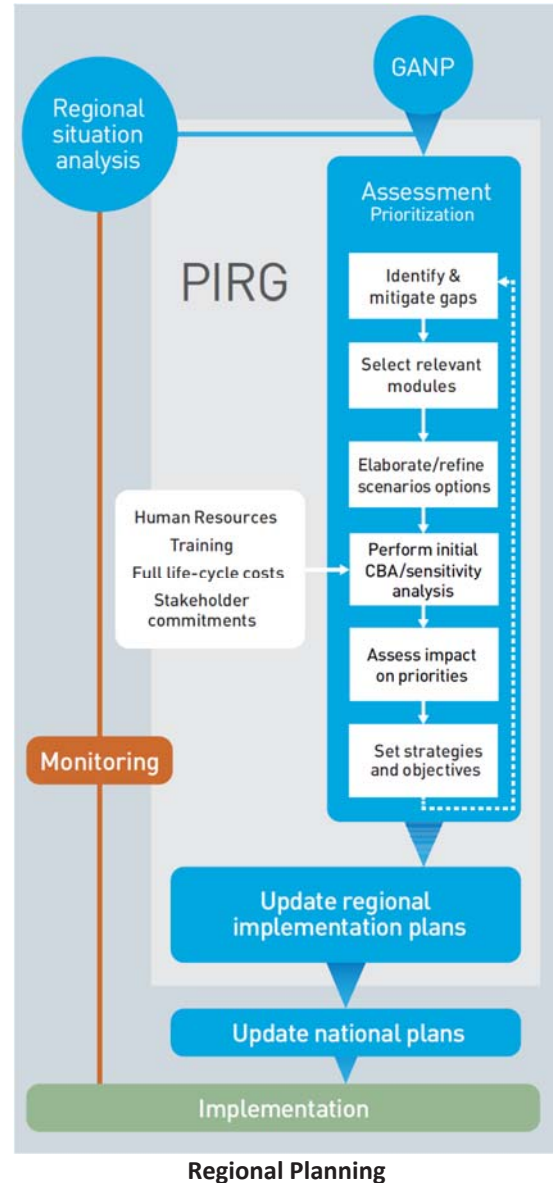 GANP
Regional
situation
analysis
Assessment
Prioritization
PIRG
Identify &
mitigate gaps
Select relevant
modules
Elaborate/refine
scenarios options
Human Resources
Training
Full life-cycle costs
Stakeholder
commitments
Perform initial
CBA/sensitivity
analysis
Assess impact
on priorities
Set strategies
and objectives
Monitoring
Update regional
implementation plans
Update national plans
Implementation
Regional Planning